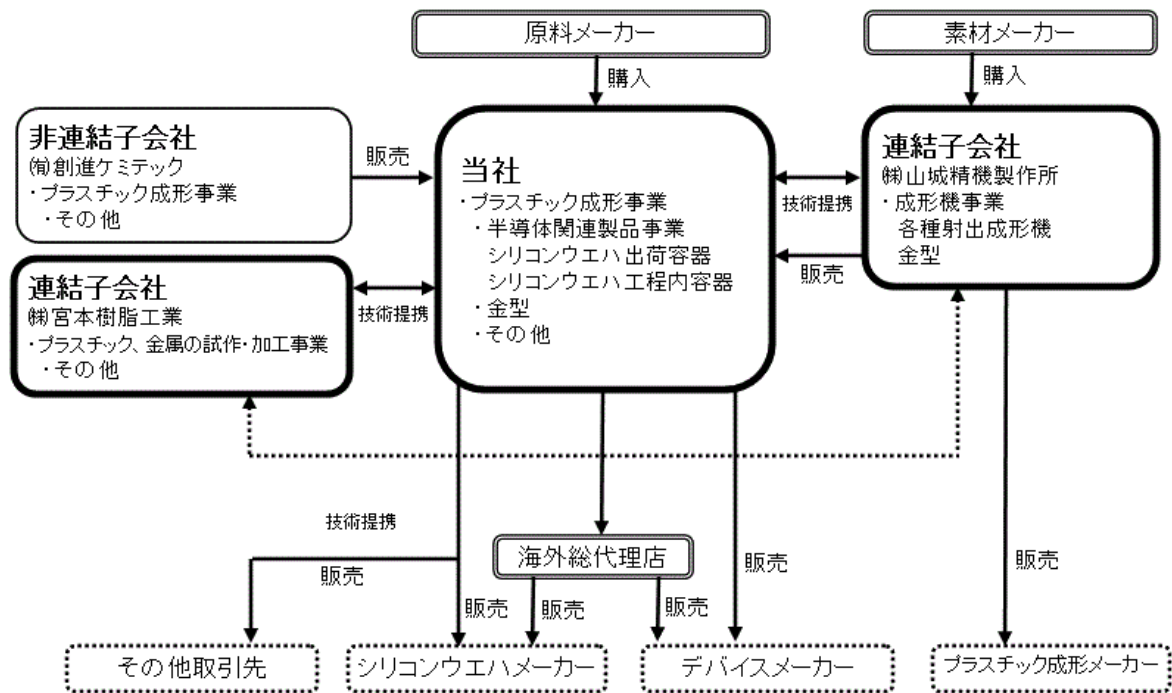 原料メーカー
素材メーカー
購入
購入
非連結子会社
㈲創進ケミテック
・プラスチック成形事業
・その他
販売
当社
・プラスチック成形事業
・半導体関連製品事業
シリコンウエハ出荷容器
シリコンウエハ工程内容器
・金型
・その他
技術提携
販売
連結子会社
㈱山城精機製作所
・成形機事業
各種射出成形機
金型
連結子会社
㈱宮本樹脂工業
・プラスチック、金属の試作・加工事業
・その他
技術提携
技術提携
海外総代理店
販売
販売
販売
販売
販売
販売
その他取引先
シリコンウエハメーカー
デバイスメーカー
プラスチック成形メーカー